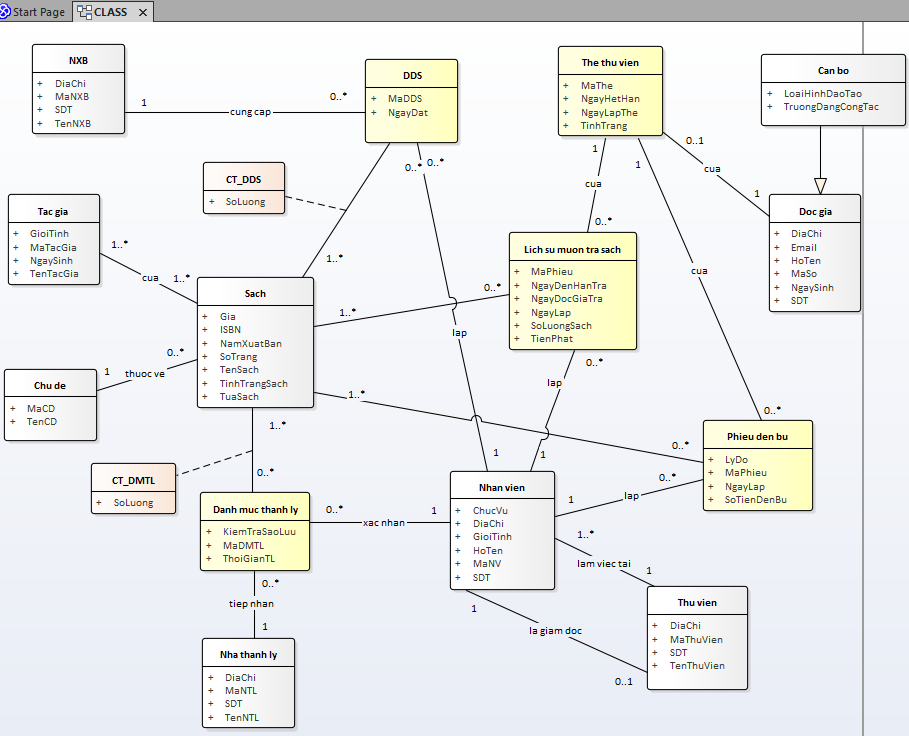 Start Page
CLASS
NXB
+ DiaChi
+ MaNXB
+ SDT
+ TenNXB
1
cung cap
0..*
DDS
+ MaDDS
+ NgayDat
The thu vien
+ MaThe
+ NgayHetHan
+ NgayLapThe
+ TinhTrang
Can bo
+ LoaiHinhDaoTao
+ TruongDangCongTac
0..*
0..*
1
1
0..1
cua
1
CT_DDS
+ SoLuong
cua
0..*
Tac gia
+ GioiTinh
+ MaTacGia
+ NgaySinh
+ TenTacGia
1..*
cua
1..*
1..*
Doc gia
+ DiaChi
+ Email
+ HoTen
+ MaSo
+ NgaySinh
+ SDT
Lich su muon tra sach
+ MaPhieu
+ NgayDenHanTra
+ NgayDocGiaTra
+ NgayLap
+ SoLuongSach
+ TienPhat
cua
Sach
+ Gia
+ ISBN
+ NamXuatBan
+ SoTrang
+ TenSach
+ TinhTrangSach
+ TuaSach
1..*
0..*
lap
0..*
thuoc ve
1
Chu de
+ MaCD
+ TenCD
0..*
lap
1..*
0..*
1..*
0..*
Phieu den bu
+ LyDo
+ MaPhieu
+ NgayLap
+ SoTienDenBu
1
1
0..*
CT_DMTL
+ SoLuong
0..*
Danh muc thanh ly
+ KiemTraSaoLuu
+ MaDMTL
+ ThoiGianTL
0..*
xac nhan
1
Nhan vien
+ ChucVu
+ DiaChi
+ GioiTinh
+ HoTen
+ MaNV
+ SDT
1
lap
1..*
lam viec tai
1
0..*
tiep nhan
1
1
la giam doc
0..1
Thu vien
+ DiaChi
+ MaThuVien
+ SDT
+ TenThuVien
Nha thanh ly
+ DiaChi
+ MaNTL
+ SDT
+ TenNTL